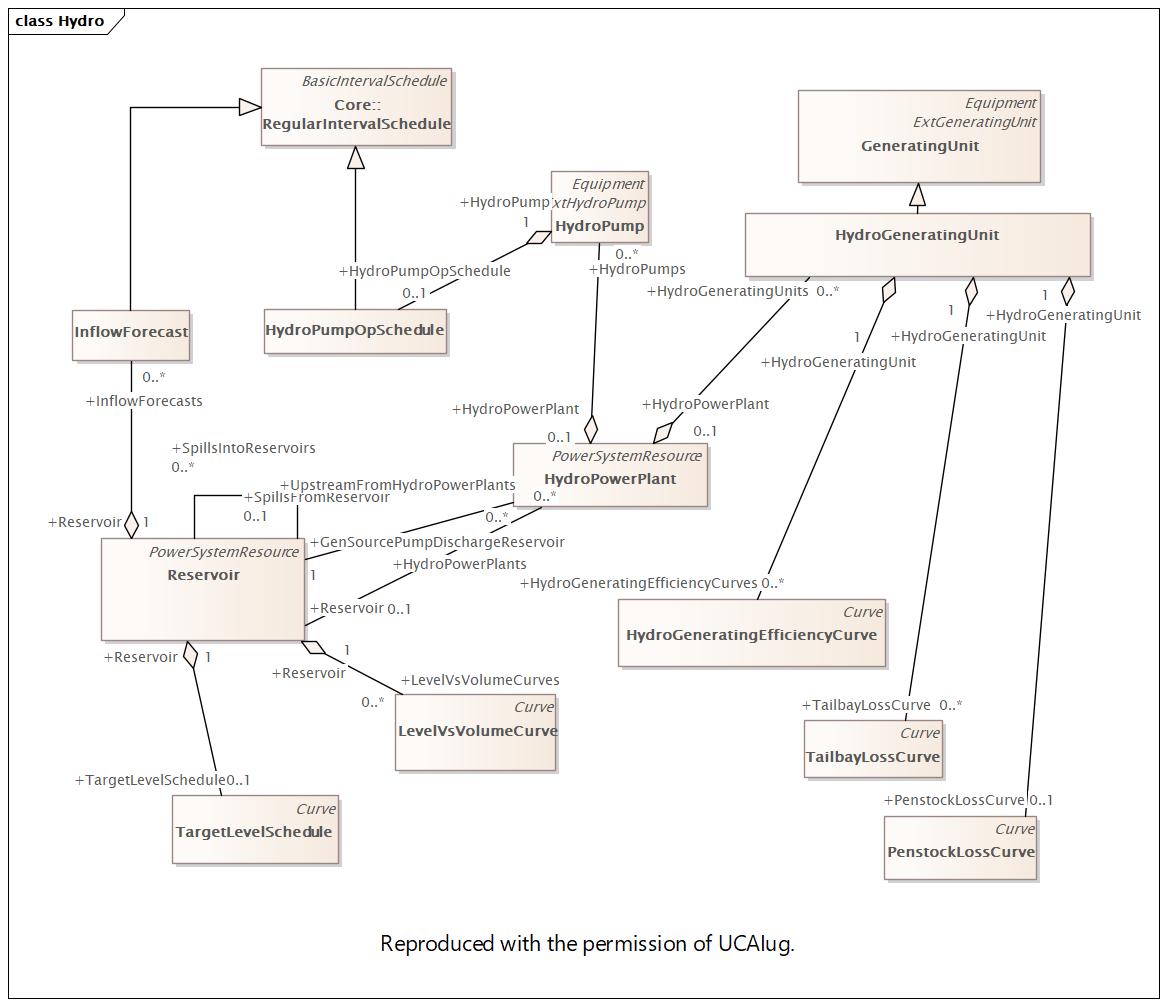 class Hydro
BasicIntervalSchedule
Core::
RegularIntervalSchedule
Equipment
ExtGeneratingUnit
GeneratingUnit
Equipment
xtHydroPump
HydroPump
+HydroPump
1
0..*
+HydroPumps
HydroGeneratingUnit
+HydroPumpOpSchedule
0..1
HydroPumpOpSchedule
InflowForecast
0..*
+InflowForecasts
+HydroGeneratingUnits 0..*
1
+HydroGeneratingUnit
1
+HydroGeneratingUnit
1
+HydroGeneratingUnit
+HydroPowerPlant
0..1
+HydroPowerPlant
0..1
PowerSystemResource
HydroPowerPlant
+SpillsIntoReservoirs
0..*
+UpstreamFromHydroPowerPlants
0..*
+SpillsFromReservoir
0..1
0..*
+Reservoir 1
+GenSourcePumpDischargeReservoir
1
+HydroPowerPlants
PowerSystemResource
Reservoir
+Reservoir 0..1
+HydroGeneratingEfficiencyCurves 0..*
Curve
HydroGeneratingEfficiencyCurve
+Reservoir 1
1
+Reservoir
+LevelVsVolumeCurves
0..*
Curve
LevelVsVolumeCurve
+TailbayLossCurve 0..*
Curve
TailbayLossCurve
+TargetLevelSchedule 0..1
Curve
TargetLevelSchedule
+PenstockLossCurve 0..1
Curve
PenstockLossCurve
Reproduced with the permission of UCAIug.